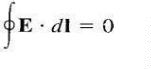 ∮E · dl = 0